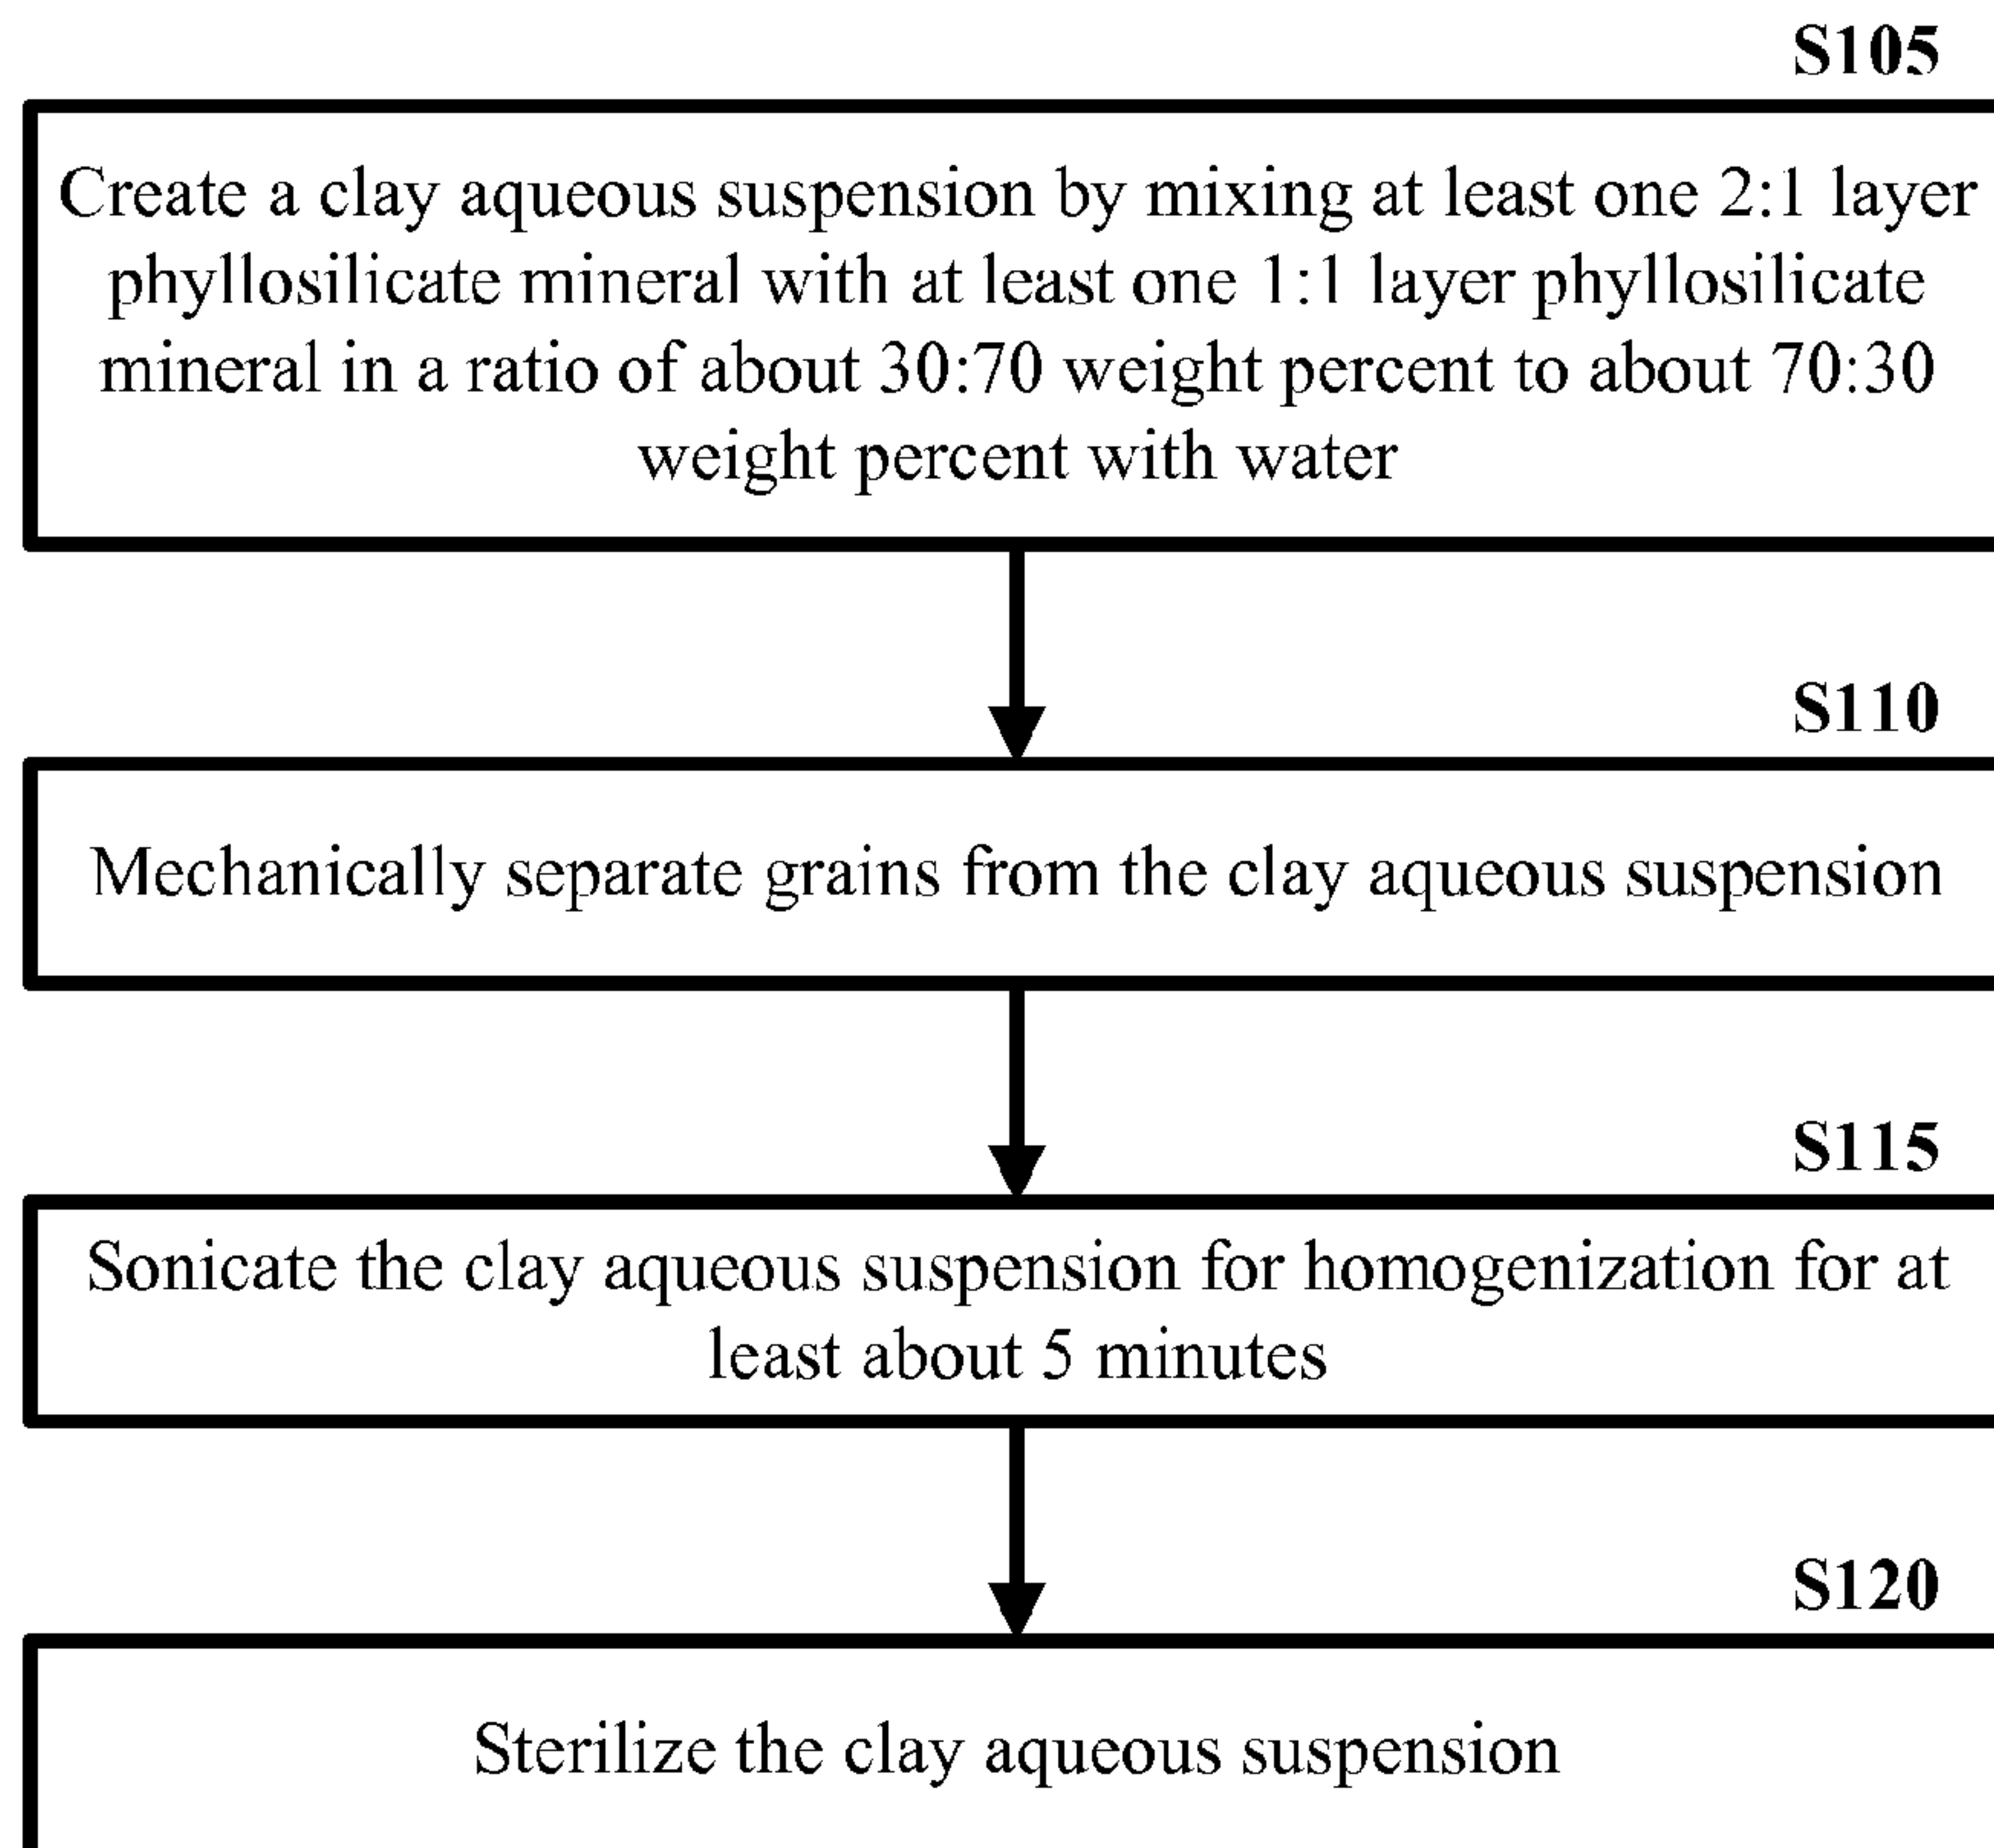 S105
Create a clay aqueous suspension by mixing at least one 2:1 layer
phyllosilicate mineral with at least one 1:1 layer phyllosilicate
mineral in a ratio of about 30:70 weight percent to about 70:30
weight percent with water
S110
Mechanically separate grains from the clay aqueous suspension
S115
Sonicate the clay aqueous suspension for homogenization for at
least about 5 minutes
S120
Sterilize the clay aqueous suspension